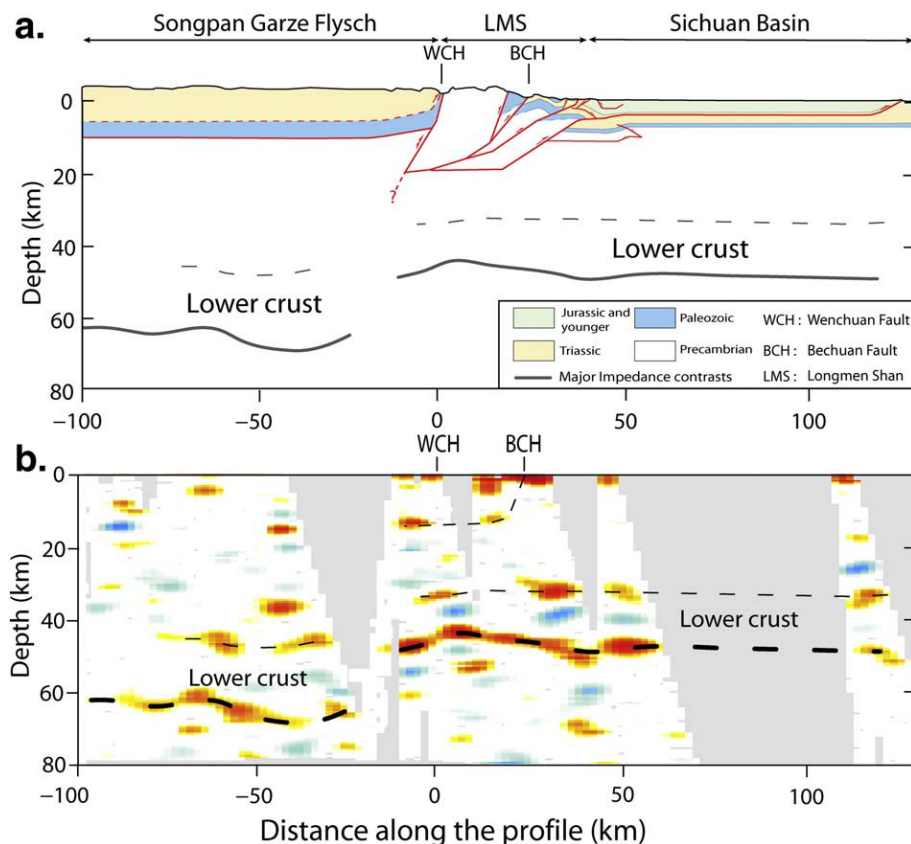 a.
Songpan Garze Flysch LMS Sichuan Basin
WCH BCH
0
20
40
60
80
Depth (km)
?
Lower crust
Lower crust
Jurassic and younger
Paleozoic
WCH : Wenchuan Fault
Triassic
Precambrian
BCH : Bechuan Fault
Major Impedance contrasts
LMS : Longmen Shan
−100 −50 0 50 100
b.
WCH BCH
0
20
40
60
80
Depth (km)
Lower crust
Lower crust
−100 −50 0 50 100
Distance along the profile (km)